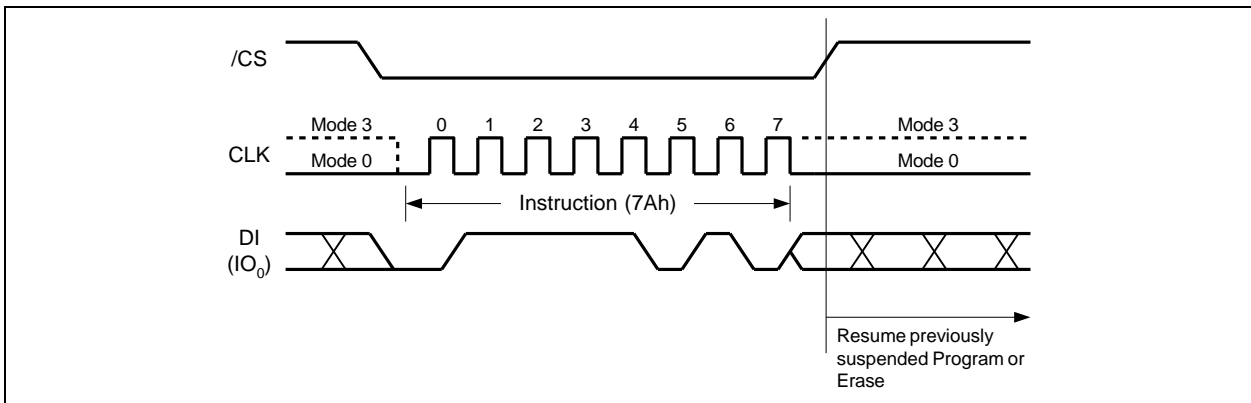 /CS
Mode 3 0 1 2 3 4 5 6 7 Mode 3
CLK
Mode 0 Mode 0
Instruction (7Ah)
DI
(IO0)
Resume previously
suspended Program or
Erase